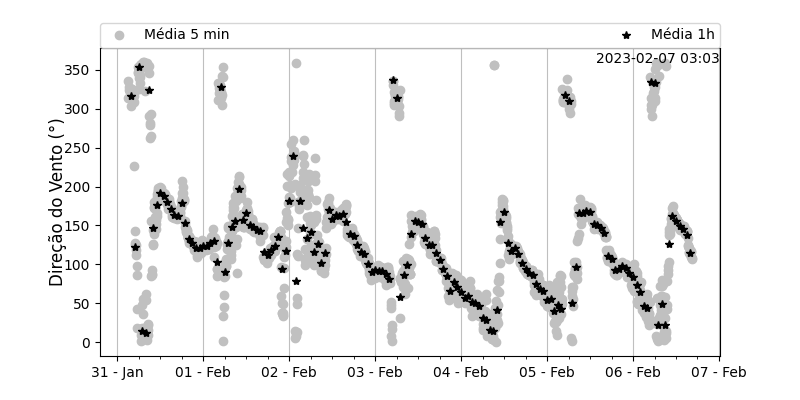 Média 5 min
Média 1h
2023-02-07 03:03
Direção do Vento (°)
350
300
250
200
150
100
50
0
31 - Jan
01 - Feb
02 - Feb
03 - Feb
04 - Feb
05 - Feb
06 - Feb
07 - Feb